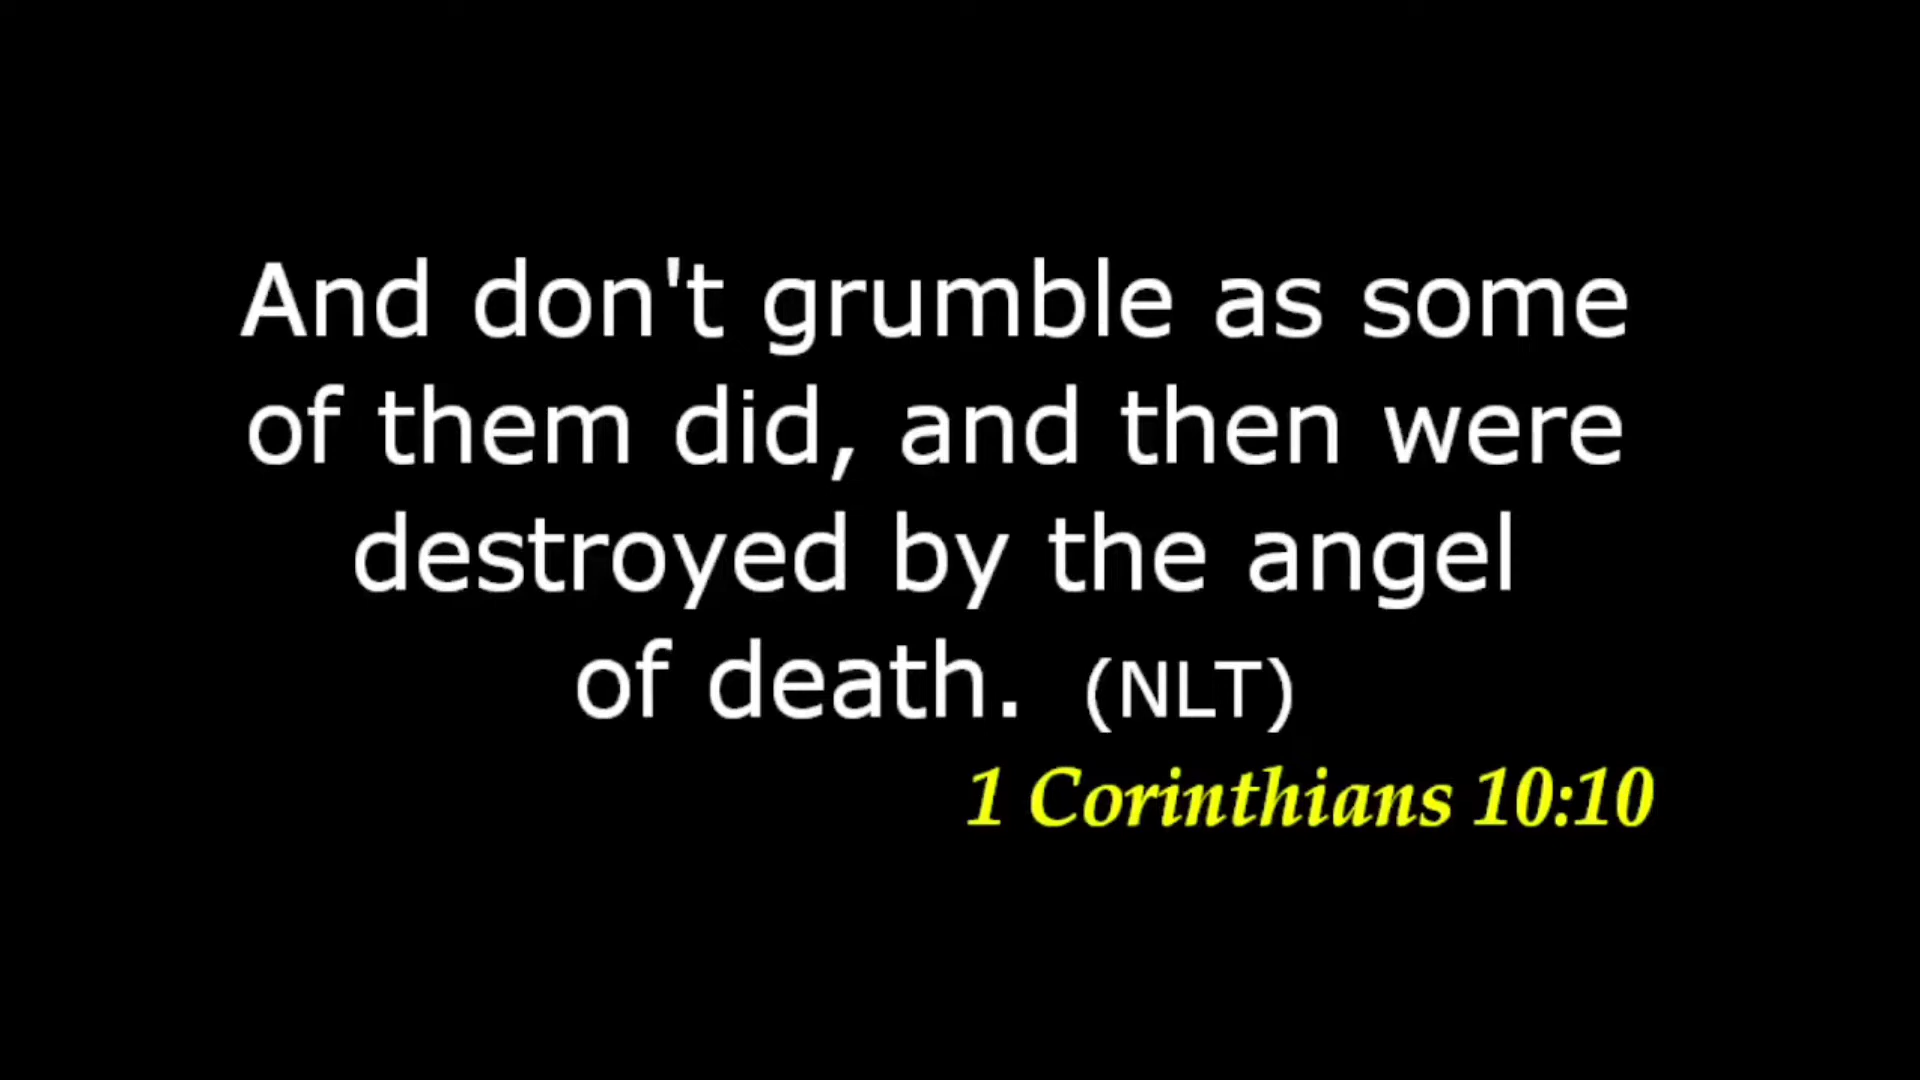 And don't grumble as some
of them did, and then were
destroyed by the angel
of death. (NLT)
1 Corinthians 10:10